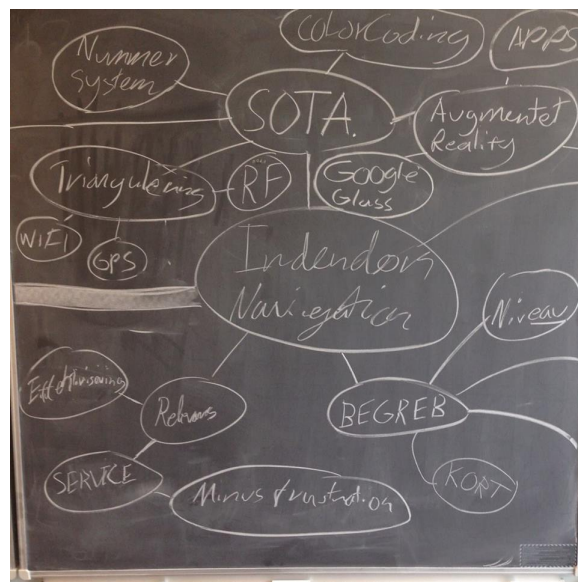 Nummer
system
ColorCoding
APPS
SOTA.
Augmentet
Reality
Triangulering
RF
Google
Glass
WIFI
GPS
Indendørs
Navigation
Niveau
Effektivisering
Relevans
BEGREB
SERVICE
Minus frustration
KORT